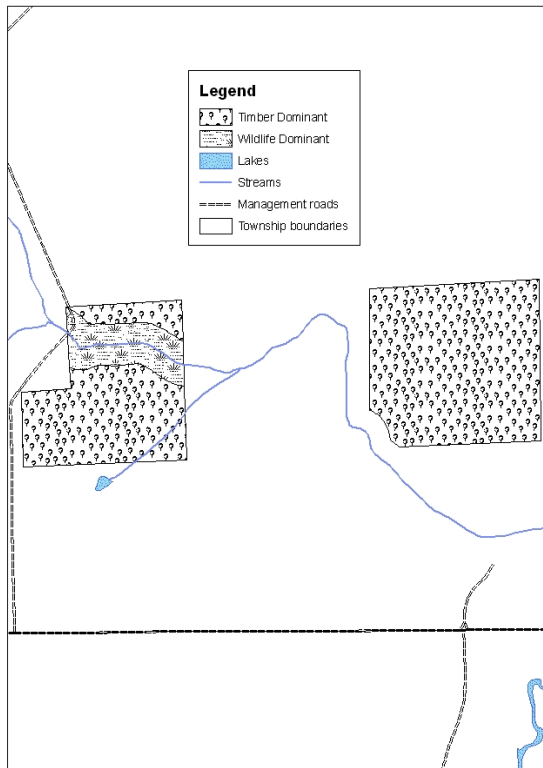 Legend
Timber Dominant
Wildlife Dominant
Lakes
Streams
Management roads
Township boundaries